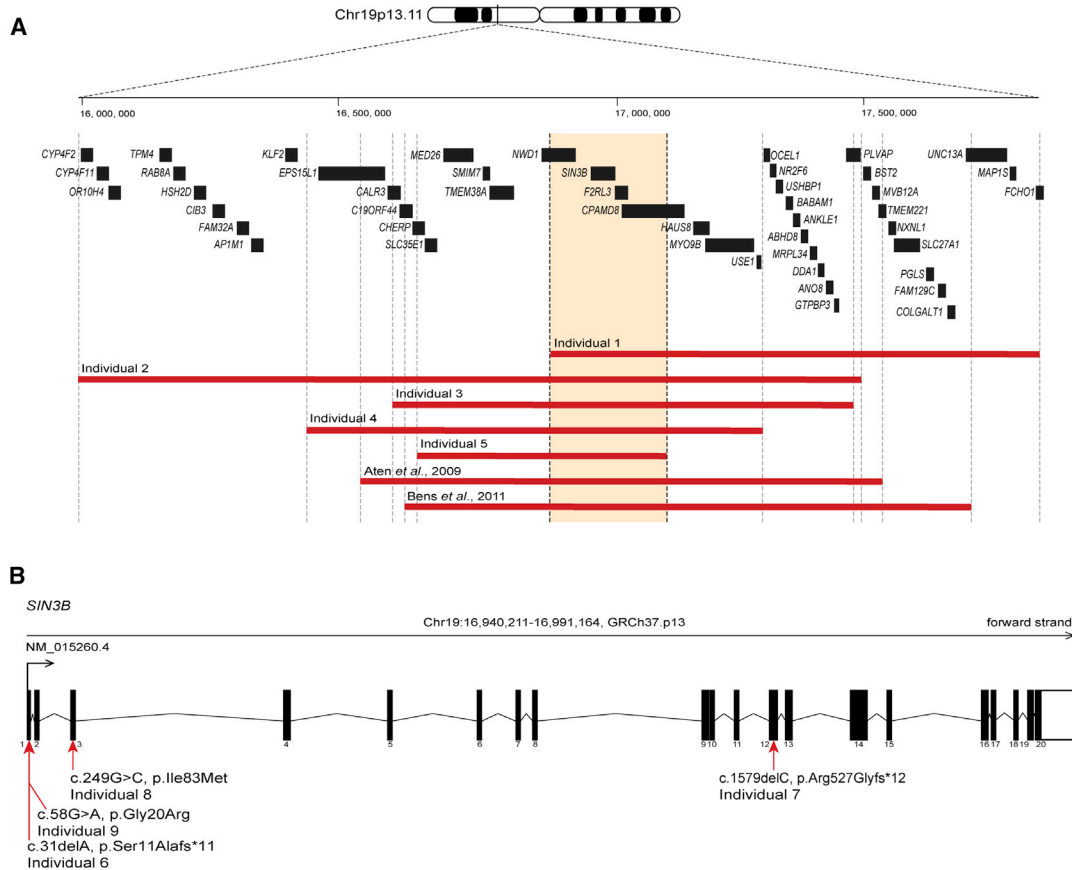 Chr19p13.11
A
16,000,000
16,500,000
17,000,000
17,500,000
CYP4F2
TPM4
KLF2
MED26
NWD1
OCEL1
PLVAP
UNC13A
CYP4F11
RAB8A
EPS15L1
SMIM7
SIN3B
NR2F6
BST2
MAP1S
OR10H4
HSH2D
CALR3
TMEM38A
F2RL3
USHBP1
MVB12A
FCHO1
CIB3
C19ORF44
CPAMD8
BABAM1
TMEM221
FAM32A
CHERP
HAUS8
ANKLE1
NXNL1
AP1M1
SLC35E1
MYO9B
ABHD8
SLC27A1
MRPL34
USE1
DDA1
PGLS
ANO8
FAM129C
GTPBP3
COLGALT1
Individual 1
Individual 2
Individual 3
Individual 4
Individual 5
Aten et al., 2009
Bens et al., 2011
B
SIN3B
Chr19:16,940,211-16,991,164, GRCh37.p13
forward strand
NM_015260.4
1 2 3 4 5 6 7 8 9 10 11 12 13 14 15 16 17 18 19 20
c.249G>C, p.Ile83Met
Individual 8
c.1579delC, p.Arg527Glyfs*12
Individual 7
c.58G>A, p.Gly20Arg
Individual 9
c.31delA, p.Ser11Alafs*11
Individual 6